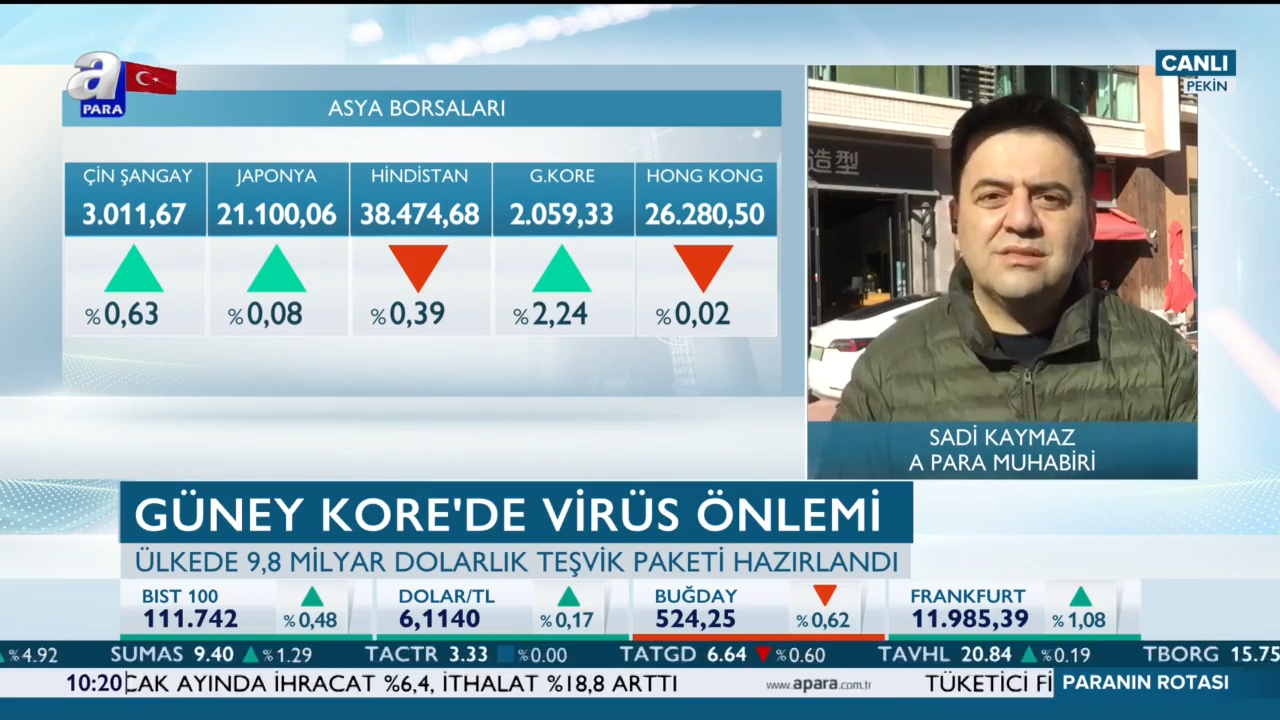 a
PARA
CANLI
PEKİN
ASYA BORSALARI
ÇİN ŞANGAY JAPONYA HİNDİSTAN G.KORE HONG KONG
3.011,67 21.100,06 38.474,68 2.059,33 26.280,50
%0,63 %0,08 %0,39 %2,24 %0,02
造型
SADİ KAYMAZ
A PARA MUHABİRİ
GÜNEY KORE'DE VİRÜS ÖNLEMİ
ÜLKEDE 9,8 MİLYAR DOLARLIK TEŞVİK PAKETİ HAZIRLANDI
BIST 100 DOLAR/TL BUĞDAY FRANKFURT
111.742 %0,48 6,1140 %0,17 524,25 %0,62 11.985,39 %1,08
%4.92 SUMAS 9.40 %1.29 TACTR 3.33 %0.00 TATGD 6.64 %0.60 TAVHL 20.84 %0.19 TBORG 15.75
10:20 CAK AYINDA İHRACAT %6,4, İTHALAT %18,8 ARTTI www.apara.com.tr TÜKETİCİ Fİ PARANIN ROTASI